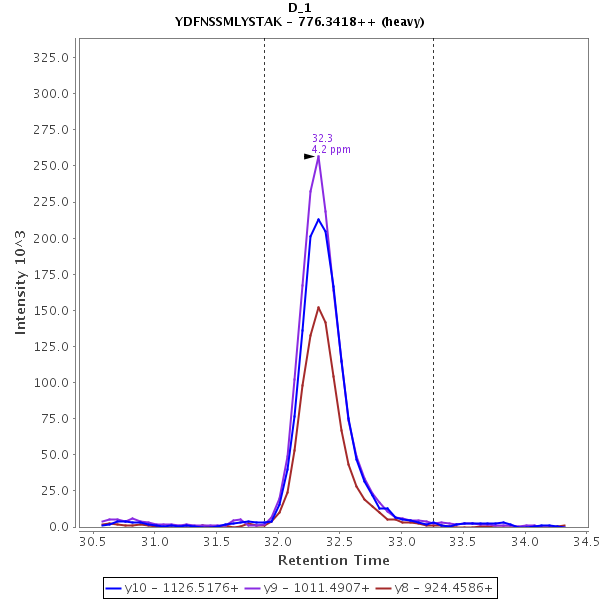 D_1
YDFNSSMLYSTAK - 776.3418++ (heavy)
325.0
300.0
275.0
250.0
225.0
200.0
175.0
150.0
125.0
100.0
75.0
50.0
25.0
0.0
Intensity 10^3
32.3
4.2 ppm
30.5 31.0 31.5 32.0 32.5 33.0 33.5 34.0 34.5
Retention Time
y10 - 1126.5176+ y9 - 1011.4907+ y8 - 924.4586+